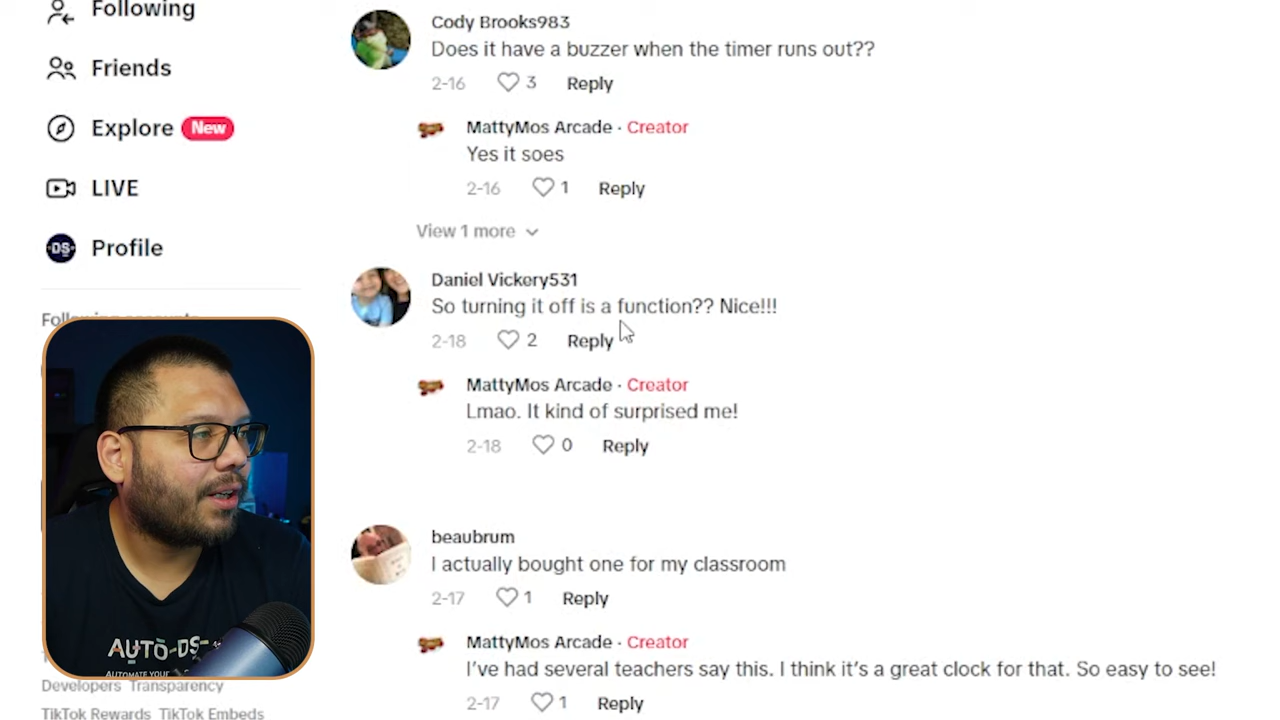 Following
Friends
Explore New
LIVE
Profile
Cody Brooks983
Does it have a buzzer when the timer runs out??
2-16 3 Reply
MattyMos Arcade · Creator
Yes it soes
2-16 1 Reply
View 1 more
Daniel Vickery531
So turning it off is a function?? Nice!!!
2-18 2 Reply
MattyMos Arcade · Creator
Lmao. It kind of surprised me!
2-18 0 Reply
beaubrum
I actually bought one for my classroom
2-17 1 Reply
MattyMos Arcade · Creator
I've had several teachers say this. I think it's a great clock for that. So easy to see!
2-17 1 Reply
DS
AUTO-DS
AUTOMATE YOUR
Developers Transparency
TikTok Rewards TikTok Embeds